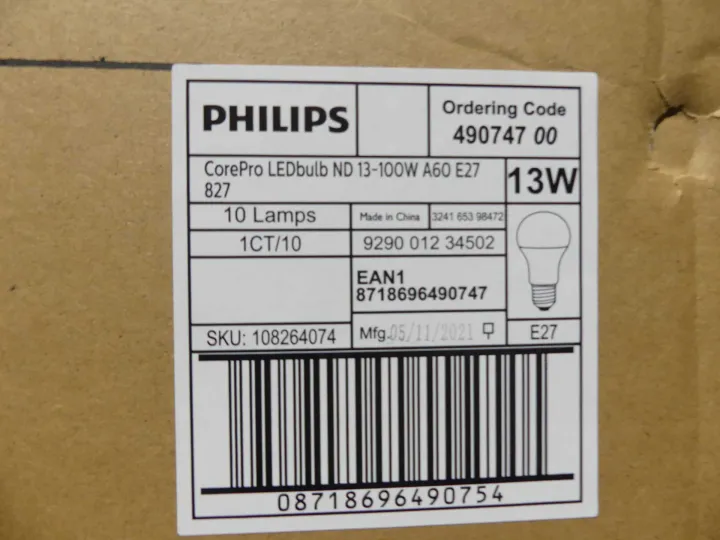 PHILIPS
Ordering Code
490747 00
CorePro LEDbulb ND 13-100W A60 E27
827
13W
10 Lamps
Made in China
3241 653 98472
1CT/10
9290 012 34502
EAN1
8718696490747
SKU: 108264074
Mfg.05/11/2021
E27
08718696490754